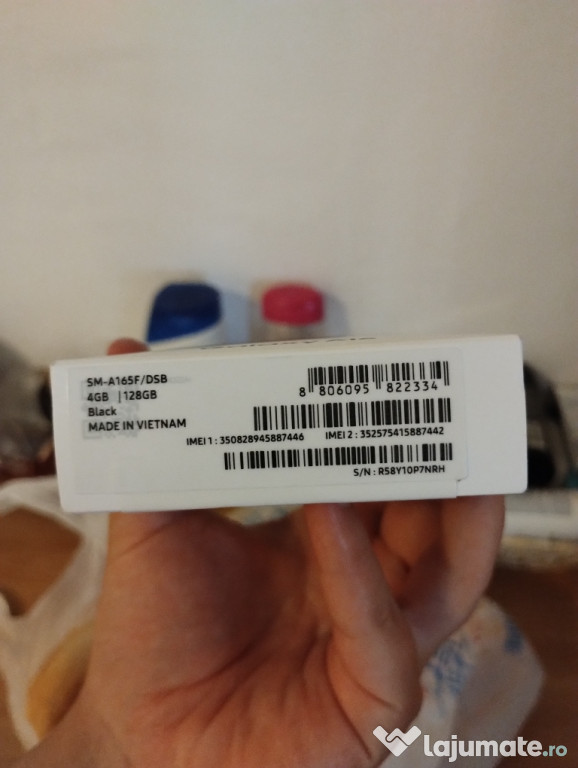 SM-A165F/DSB
4GB | 128GB
Black
MADE IN VIETNAM
8 806095 822334
IMEI 1 : 350828945887446 IMEI 2 : 352575415887442
S/N : R58Y10P7NRH
Lajumate.ro